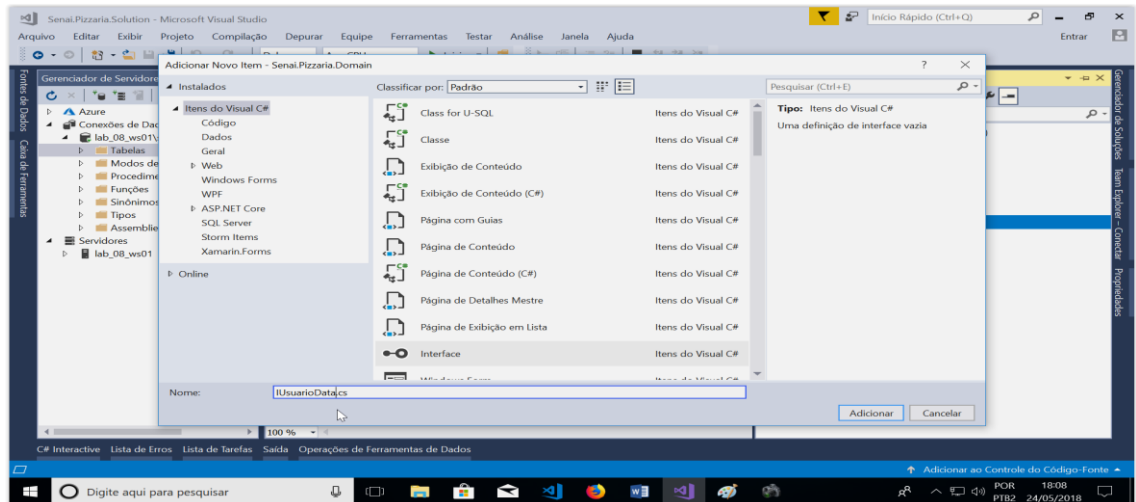 Senai.Pizzaria.Solution - Microsoft Visual Studio
Início Rápido (Ctrl+Q)
Arquivo Editar Exibir Projeto Compilação Depurar Equipe Ferramentas Testar Análise Janela Ajuda
Entrar
Adicionar Novo Item - Senai.Pizzaria.Domain
Fontes de Dados
Caixa de Ferramentas
Gerenciador de Servidore
Azure
Conexões de Dad
lab_08_ws01\
Tabelas
Modos de
Procedime
Funções
Sinônimos
Tipos
Assemblie
Servidores
lab_08_ws01
Instalados
Itens do Visual C#
Código
Dados
Geral
Web
Windows Forms
WPF
ASP.NET Core
SQL Server
Storm Items
Xamarin.Forms
Online
Classificar por: Padrão
Class for U-SQL Itens do Visual C#
Classe Itens do Visual C#
Exibição de Conteúdo Itens do Visual C#
Exibição de Conteúdo (C#) Itens do Visual C#
Página com Guias Itens do Visual C#
Página de Conteúdo Itens do Visual C#
Página de Conteúdo (C#) Itens do Visual C#
Página de Detalhes Mestre Itens do Visual C#
Página de Exibição em Lista Itens do Visual C#
Interface Itens do Visual C#
Pesquisar (Ctrl+E)
Tipo: Itens do Visual C#
Uma definição de interface vazia
Nome: IUsuarioData.cs
Adicionar Cancelar
Gerenciador de Soluções
Team Explorer – Conectar
Propriedades
100 %
C# Interactive Lista de Erros Lista de Tarefas Saída Operações de Ferramentas de Dados
Adicionar ao Controle do Código-Fonte
Digite aqui para pesquisar
POR
PTB2
18:08
24/05/2018